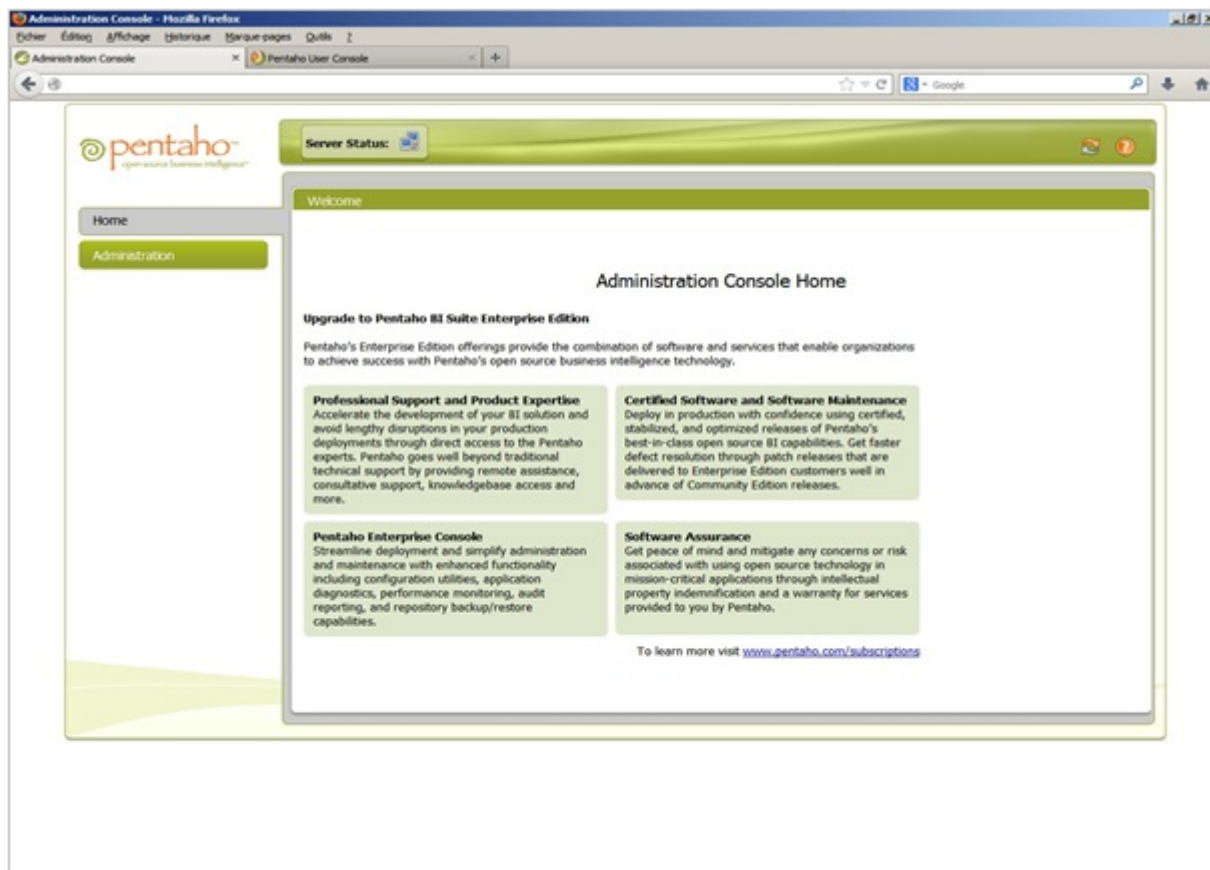 Administration Console - Mozilla Firefox
Fichier Édition Affichage Historique Marque-pages Outils ?
Administration Console × Pentaho User Console × +
Google
pentaho™
open source business intelligence™
Server Status:
Home
Administration
Welcome
Administration Console Home
Upgrade to Pentaho BI Suite Enterprise Edition
Pentaho's Enterprise Edition offerings provide the combination of software and services that enable organizations
to achieve success with Pentaho's open source business intelligence technology.
Professional Support and Product Expertise
Accelerate the development of your BI solution and
avoid lengthy disruptions in your production
deployments through direct access to the Pentaho
experts. Pentaho goes well beyond traditional
technical support by providing remote assistance,
consultative support, knowledgebase access and
more.
Certified Software and Software Maintenance
Deploy in production with confidence using certified,
stabilized, and optimized releases of Pentaho's
best-in-class open source BI capabilities. Get faster
defect resolution through patch releases that are
delivered to Enterprise Edition customers well in
advance of Community Edition releases.
Pentaho Enterprise Console
Streamline deployment and simplify administration
and maintenance with enhanced functionality
including configuration utilities, application
diagnostics, performance monitoring, audit
reporting, and repository backup/restore
capabilities.
Software Assurance
Get peace of mind and mitigate any concerns or risk
associated with using open source technology in
mission-critical applications through intellectual
property indemnification and a warranty for services
provided to you by Pentaho.
To learn more visit www.pentaho.com/subscriptions